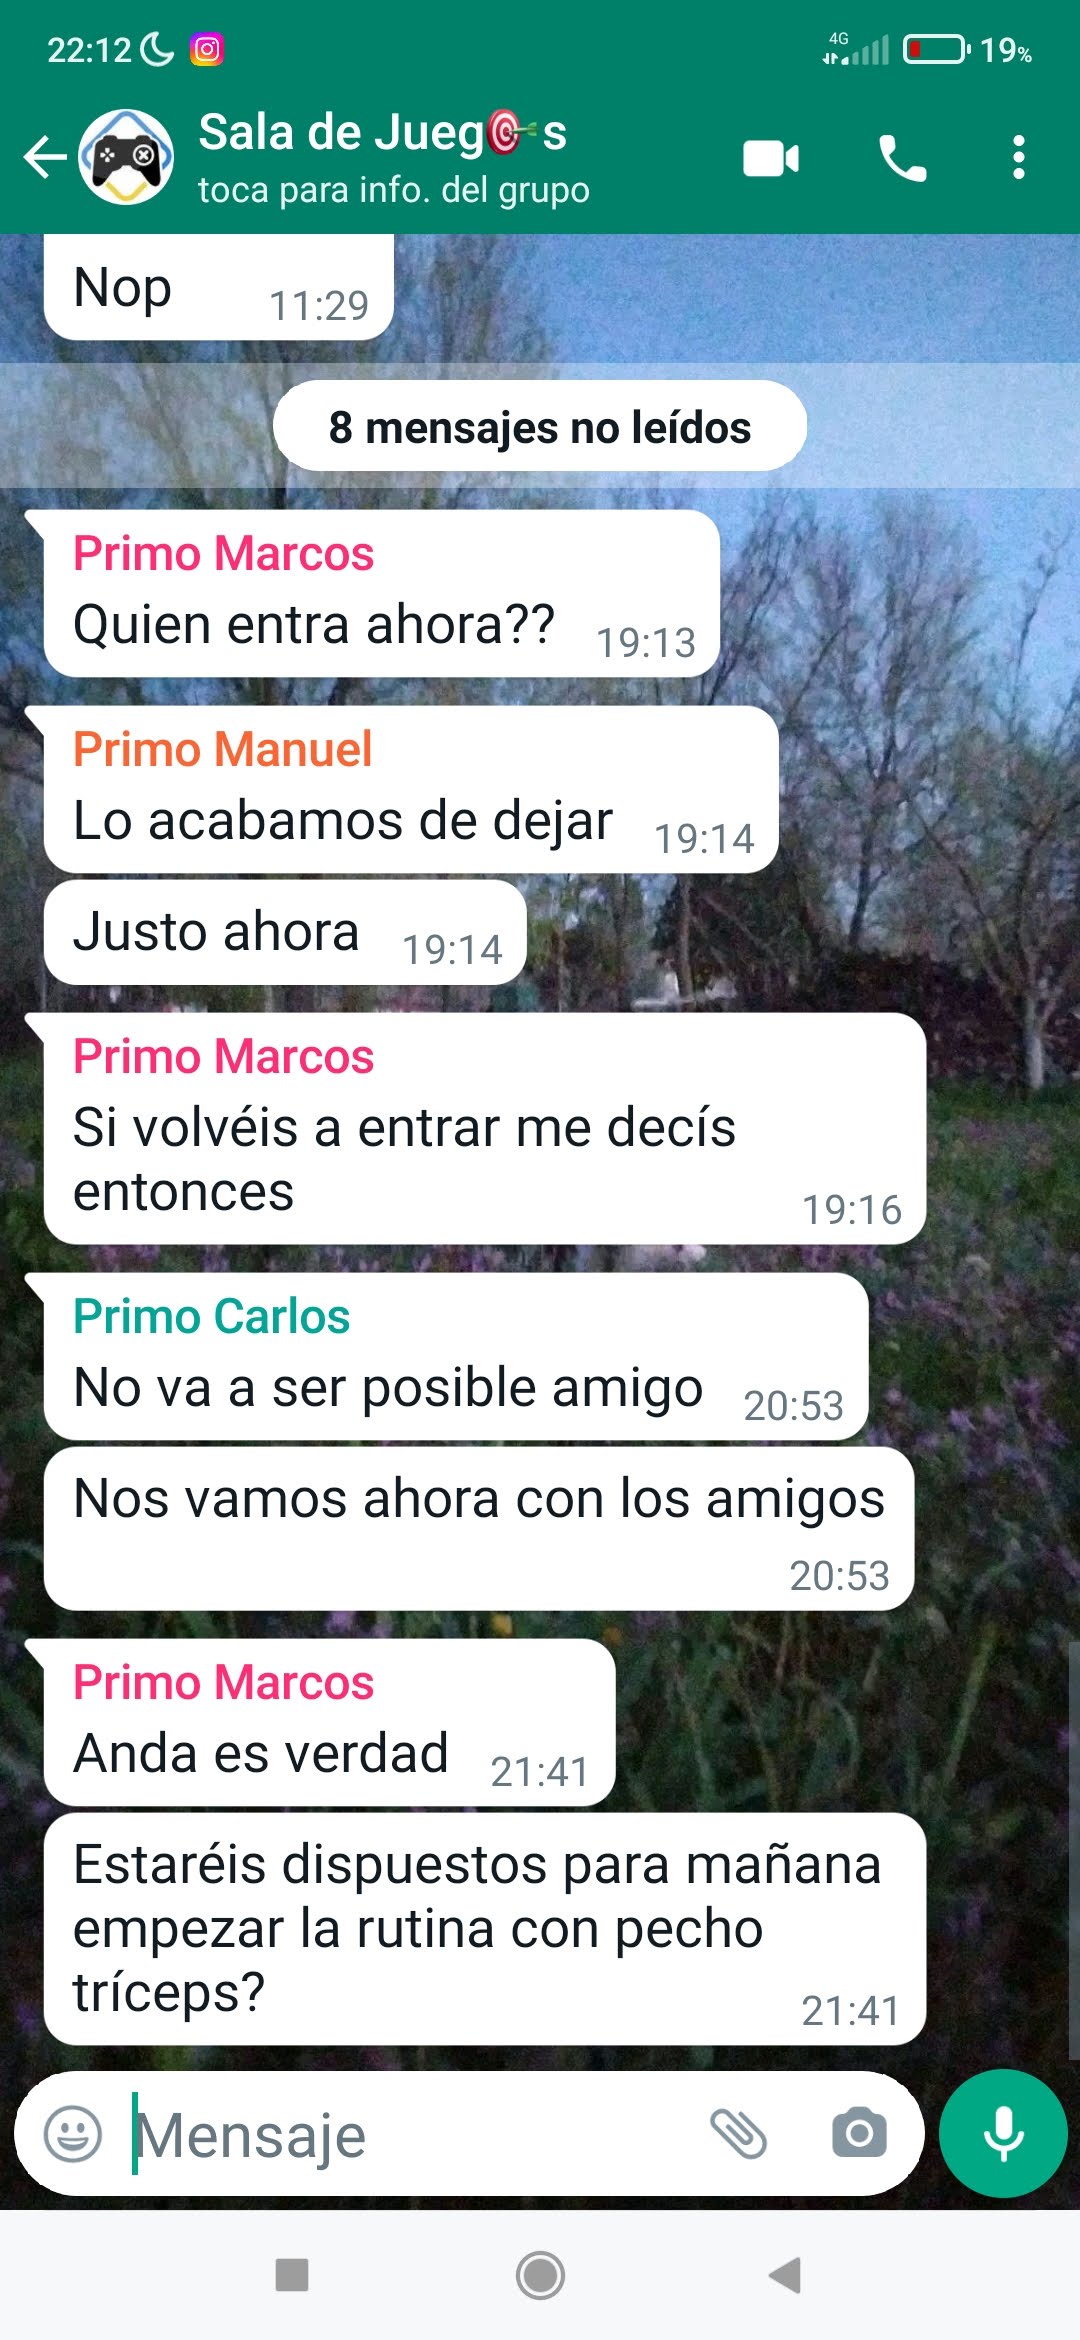 22:12
4G
19%
Sala de Jueg🎯s
toca para info. del grupo
Nop
11:29
8 mensajes no leídos
Primo Marcos
Quien entra ahora??
19:13
Primo Manuel
Lo acabamos de dejar
19:14
Justo ahora
19:14
Primo Marcos
Si volvéis a entrar me decís
entonces
19:16
Primo Carlos
No va a ser posible amigo
20:53
Nos vamos ahora con los amigos
20:53
Primo Marcos
Anda es verdad
21:41
Estaréis dispuestos para mañana
empezar la rutina con pecho
tríceps?
21:41
Mensaje